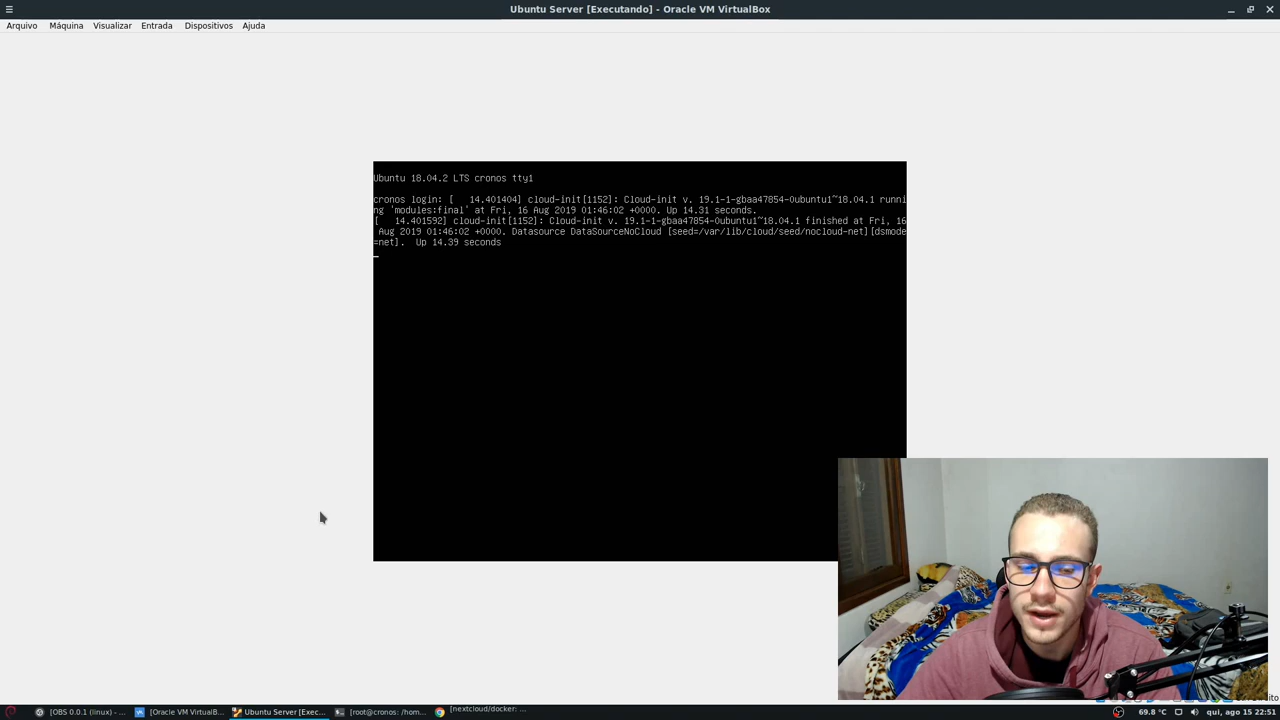 Ubuntu Server [Executando] - Oracle VM VirtualBox
Arquivo Máquina Visualizar Entrada Dispositivos Ajuda
Ubuntu 18.04.2 LTS cronos tty1
cronos login: [   14.401404] cloud-init[1152]: Cloud-init v. 19.1-1-gbaa47854-0ubuntu1~18.04.1 runni
ng 'modules:final' at Fri, 16 Aug 2019 01:46:02 +0000. Up 14.31 seconds.
[   14.401592] cloud-init[1152]: Cloud-init v. 19.1-1-gbaa47854-0ubuntu1~18.04.1 finished at Fri, 16
Aug 2019 01:46:02 +0000. Datasource DataSourceNoCloud [seed=/var/lib/cloud/seed/nocloud-net][dsmode
=net].  Up 14.39 seconds
[OBS 0.0.1 (linux) - ... [Oracle VM VirtualB... Ubuntu Server [Exec... [root@cronos: /hom... [nextcloud/docker: ... 69.8 °C qui, ago 15 22:51